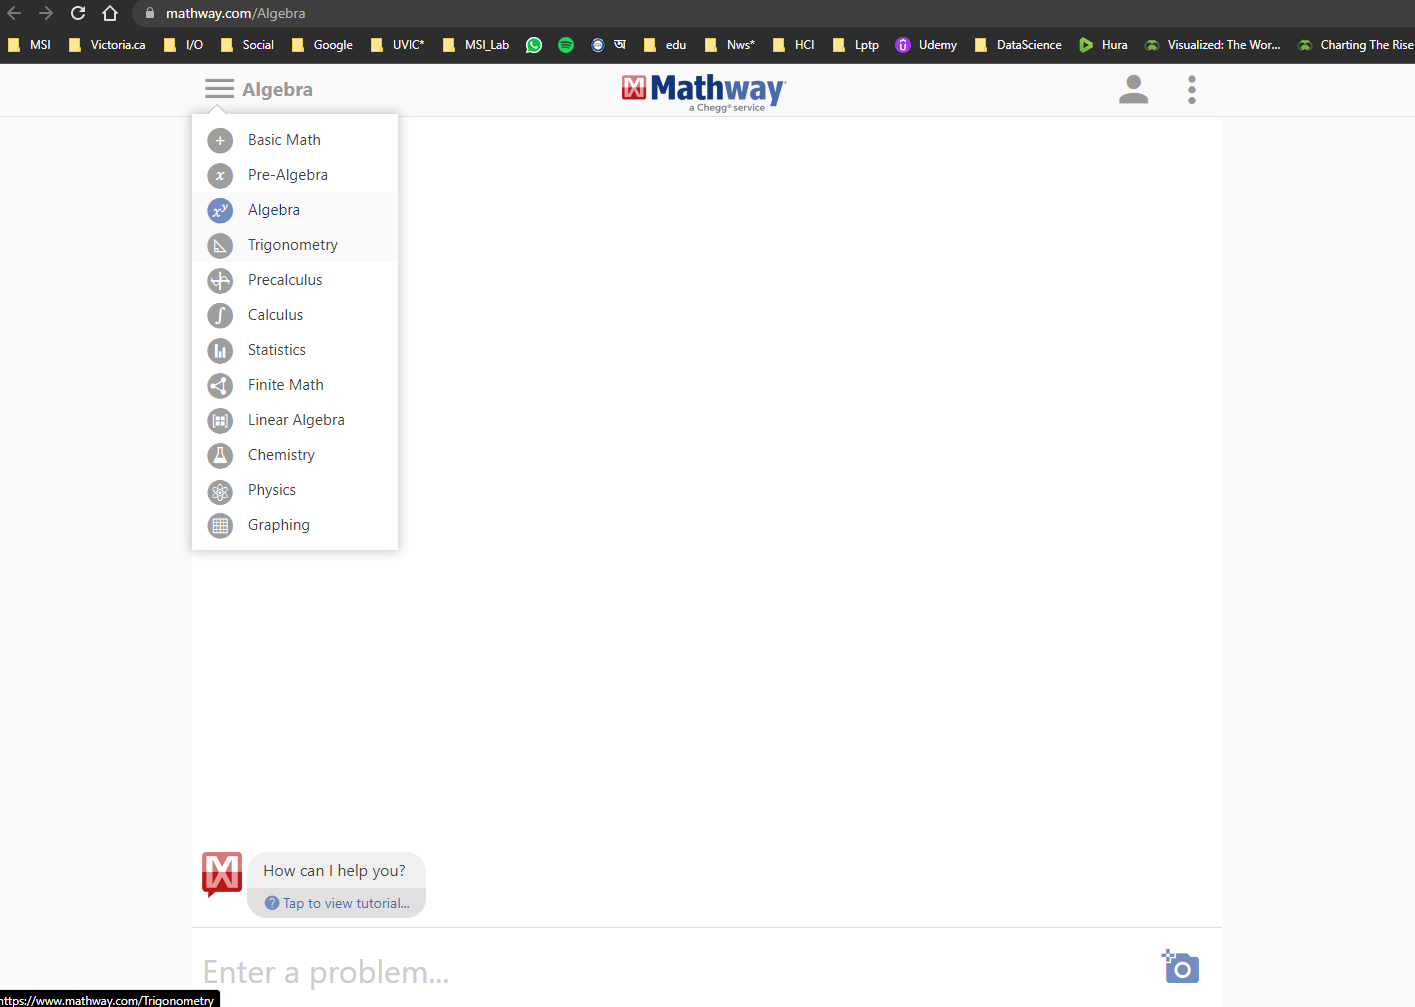 mathway.com/Algebra
MSI Victoria.ca I/O Social Google UVIC* MSI_Lab অ edu Nws* HCI Lptp Udemy DataScience Hura Visualized: The Wor... Charting The Rise
Algebra Mathway
a Chegg® service
Basic Math
Pre-Algebra
Algebra
Trigonometry
Precalculus
Calculus
Statistics
Finite Math
Linear Algebra
Chemistry
Physics
Graphing
How can I help you?
Tap to view tutorial...
Enter a problem...
https://www.mathway.com/Trigonometry